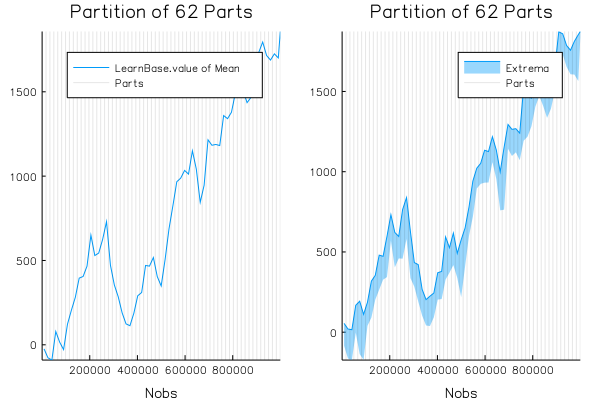 Partition of 62 Parts
LearnBase.value of Mean
Parts
1500
1000
500
0
200000 400000 600000 800000
Nobs
Partition of 62 Parts
Extrema
Parts
1500
1000
500
0
200000 400000 600000 800000
Nobs